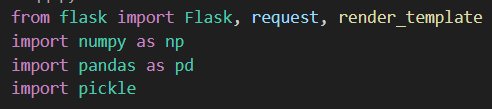 from flask import Flask, request, render_template
import numpy as np
import pandas as pd
import pickle